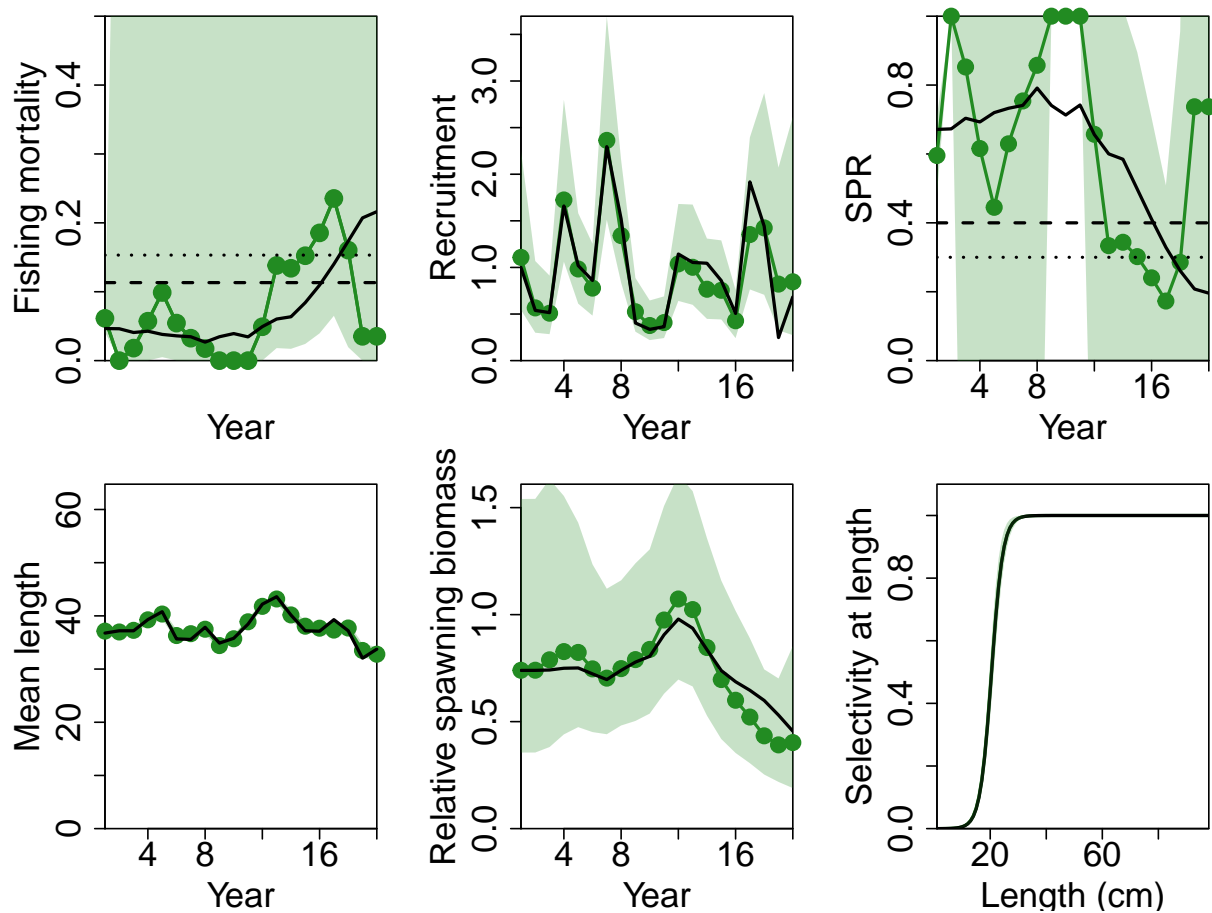 Fishing mortality
0.0 0.2 0.4
Year
Recruitment
0.0 1.0 2.0 3.0
4 8 16
Year
SPR
0.0 0.4 0.8
4 8 16
Year
Mean length
0 20 40 60
4 8 16
Year
Relative spawning biomass
0.0 0.5 1.0 1.5
4 8 16
Year
Selectivity at length
0.0 0.4 0.8
20 60
Length (cm)